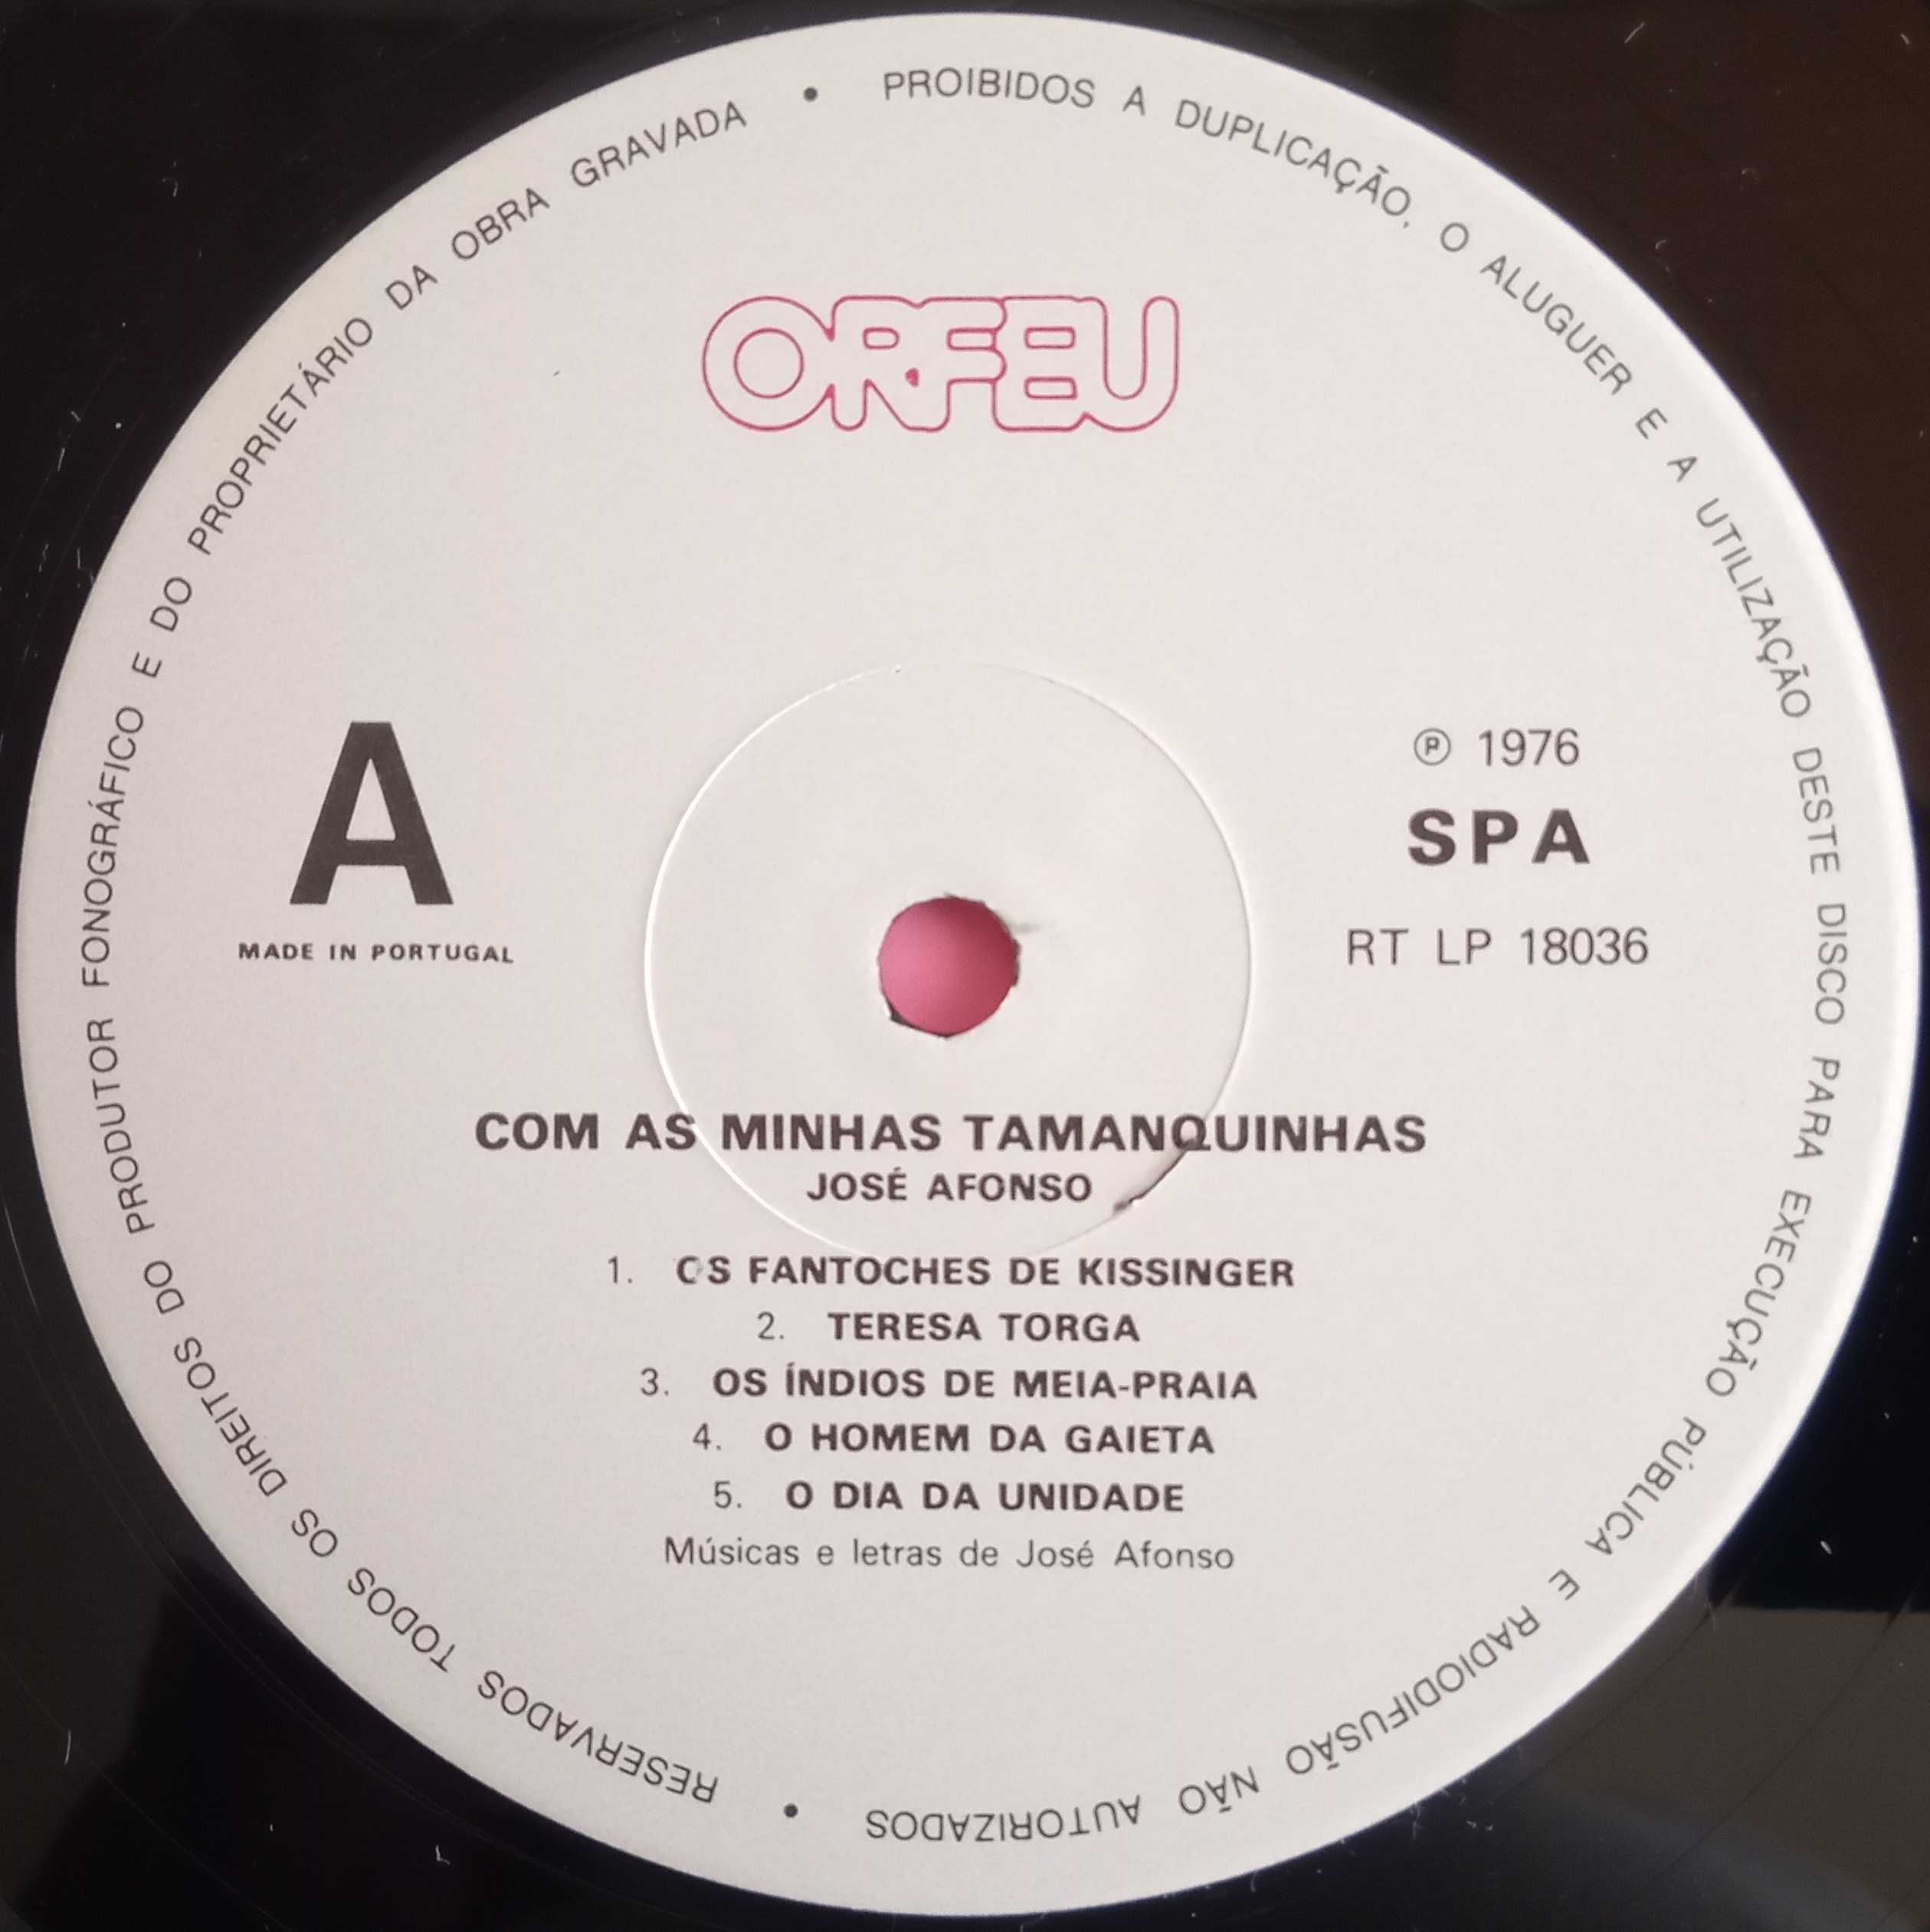 PROIBIDOS A DUPLICAÇÃO, O ALUGUER E A UTILIZAÇÃO DESTE DISCO PARA EXECUÇÃO PÚBLICA E RADIODIFUSÃO NÃO AUTORIZADOS •
RESERVADOS TODOS OS DIREITOS DO PRODUTOR FONOGRÁFICO E DO PROPRIETÁRIO DA OBRA GRAVADA •
ORFEU
A
MADE IN PORTUGAL
℗ 1976
SPA
RT LP 18036
COM AS MINHAS TAMANQUINHAS
JOSÉ AFONSO
1. OS FANTOCHES DE KISSINGER
2. TERESA TORGA
3. OS ÍNDIOS DE MEIA-PRAIA
4. O HOMEM DA GAIETA
5. O DIA DA UNIDADE
Músicas e letras de José Afonso